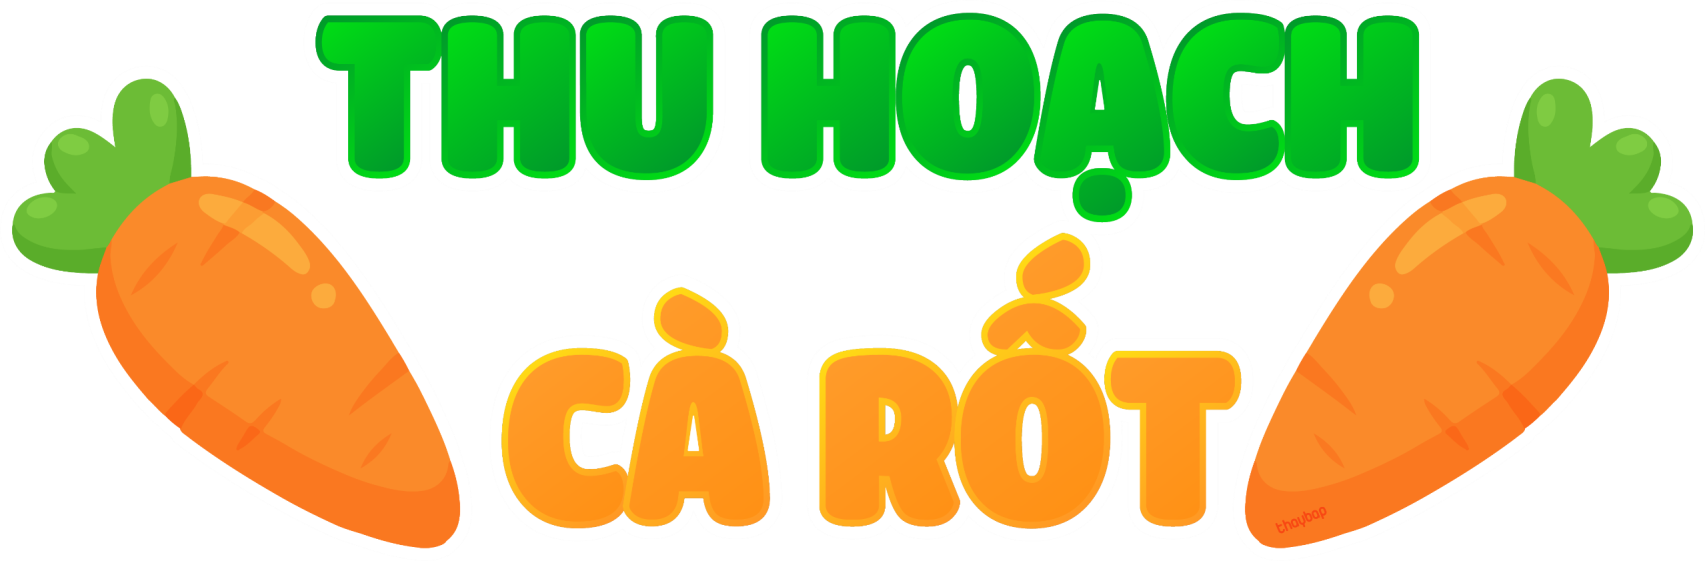 THU HOẠCH
CÀ RỐT
thaybap